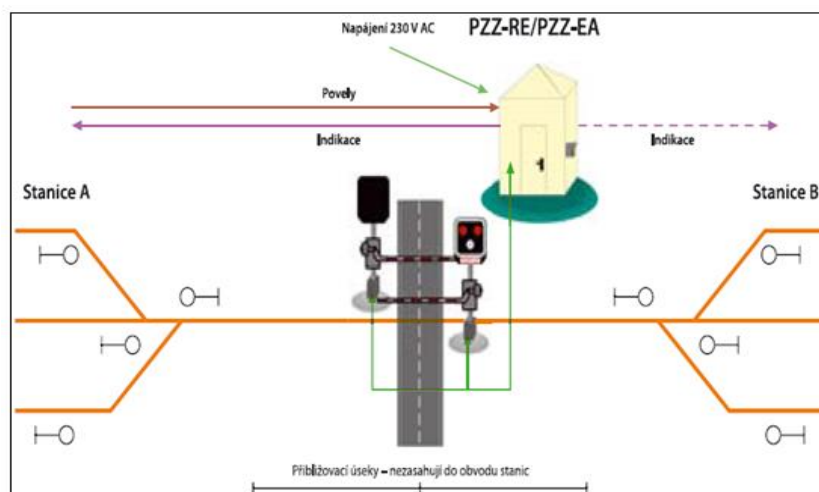 Napájení 230 V AC
PZZ-RE/PZZ-EA
Povely
Indikace
Indikace
Stanice A
Stanice B
Přibližovací úseky – nezasahují do obvodu stanic